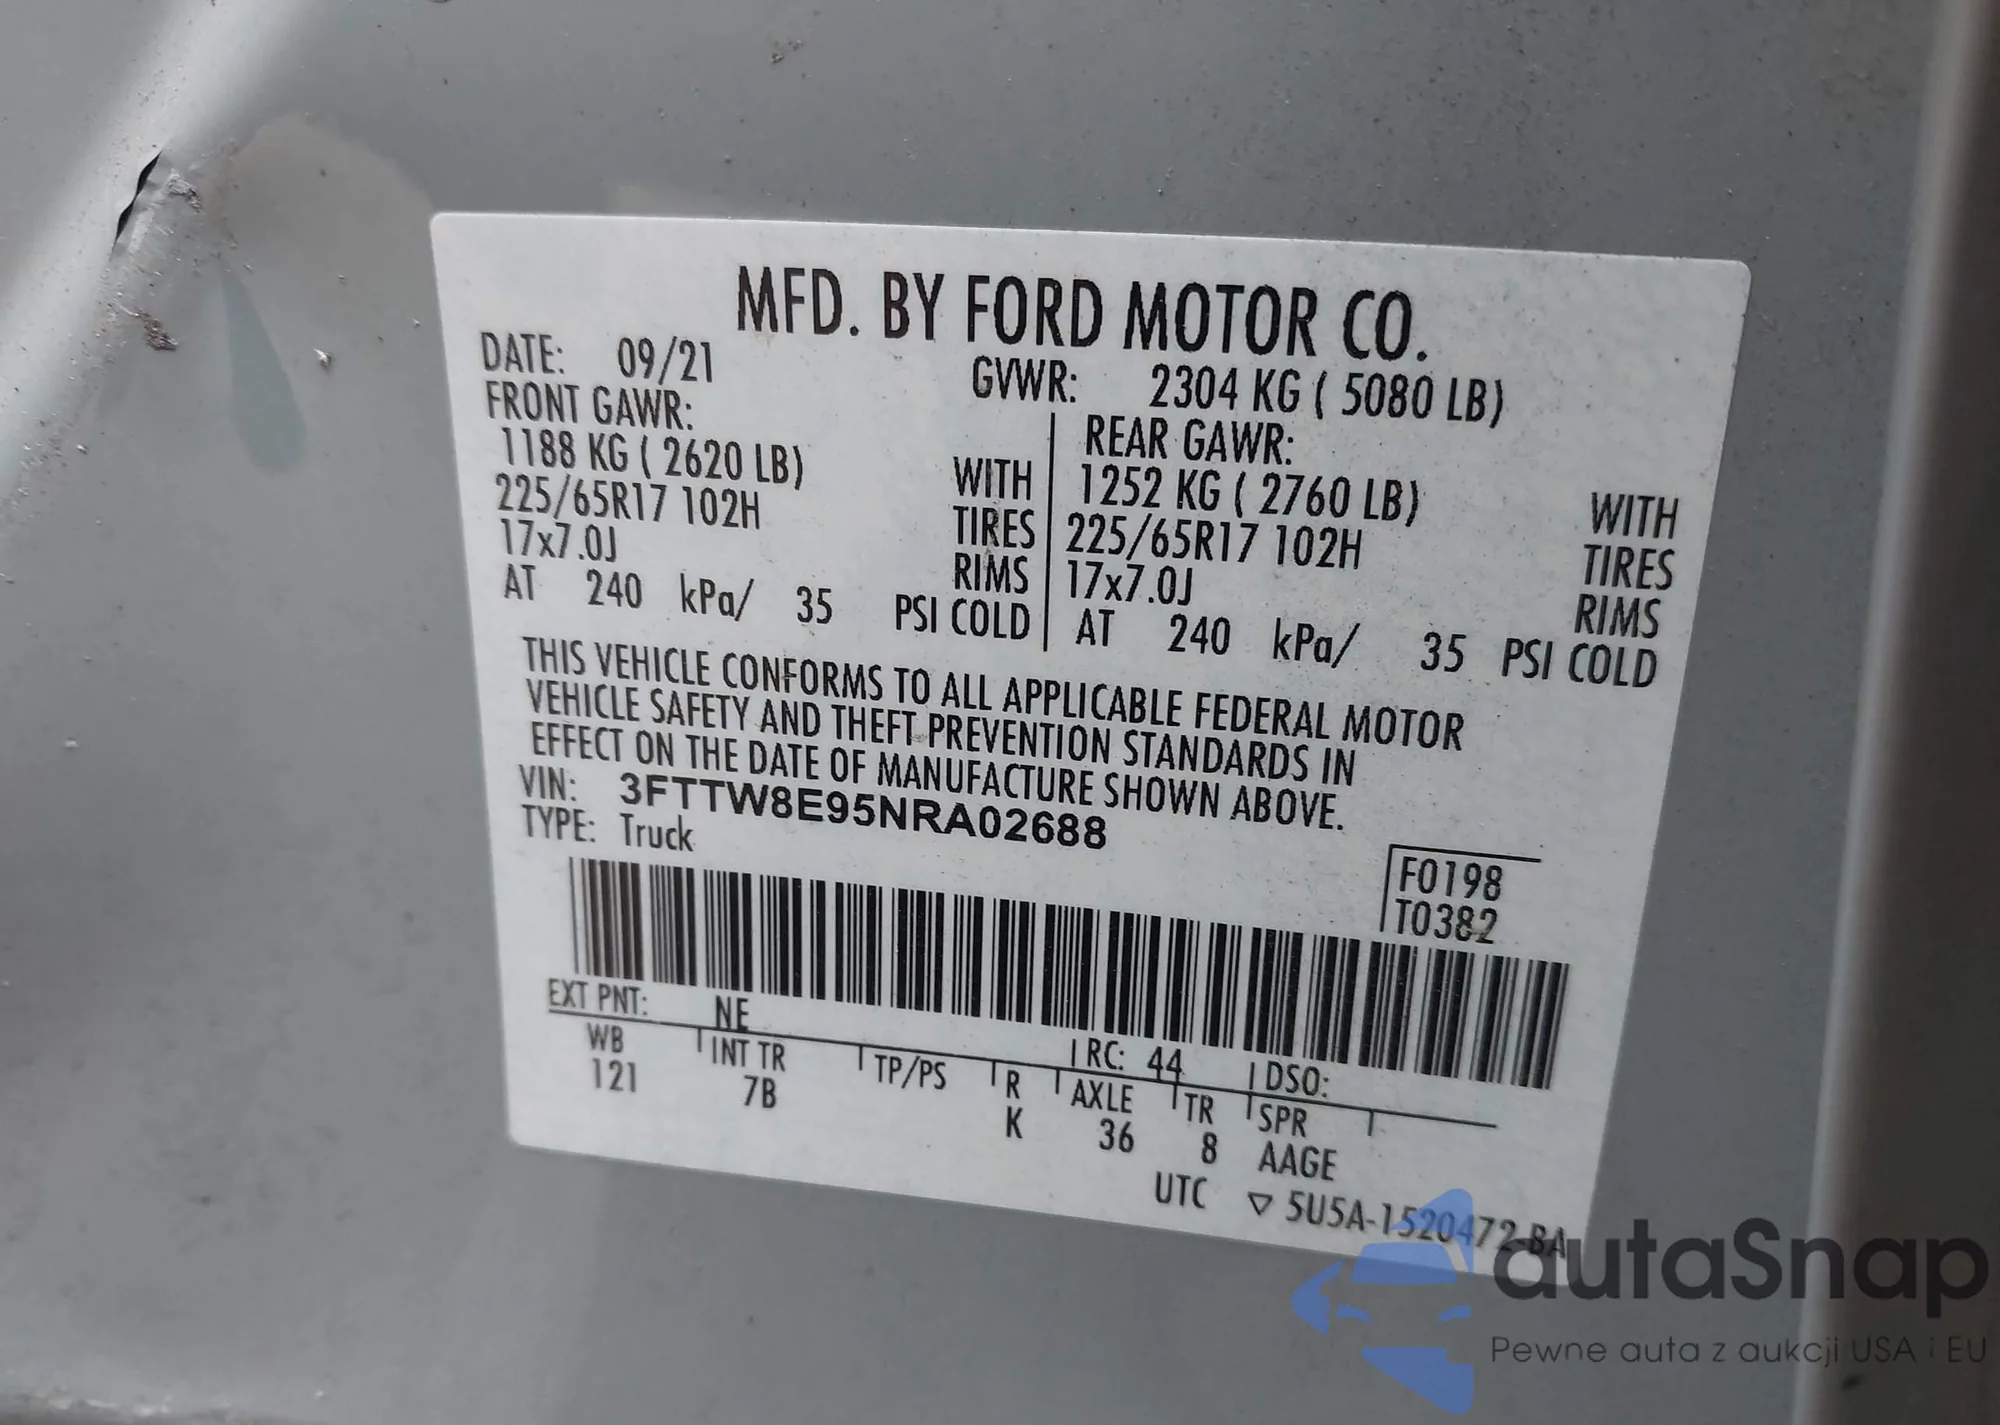 MFD. BY FORD MOTOR CO.
DATE: 09/21 GVWR: 2304 KG ( 5080 LB)
FRONT GAWR: REAR GAWR:
1188 KG ( 2620 LB) WITH 1252 KG ( 2760 LB) WITH
225/65R17 102H TIRES 225/65R17 102H TIRES
17x7.0J RIMS 17x7.0J RIMS
AT 240 kPa/ 35 PSI COLD AT 240 kPa/ 35 PSI COLD
THIS VEHICLE CONFORMS TO ALL APPLICABLE FEDERAL MOTOR
VEHICLE SAFETY AND THEFT PREVENTION STANDARDS IN
EFFECT ON THE DATE OF MANUFACTURE SHOWN ABOVE.
VIN: 3FTTW8E95NRA02688
TYPE: Truck
F0198
T0382
EXT PNT: NE RC: 44 DSO:
WB INT TR TP/PS R AXLE TR SPR
121 7B K 36 8 AAGE
UTC ▽ 5U5A-1520472-BA
autaSnap
Pewne auta z aukcji USA i EU